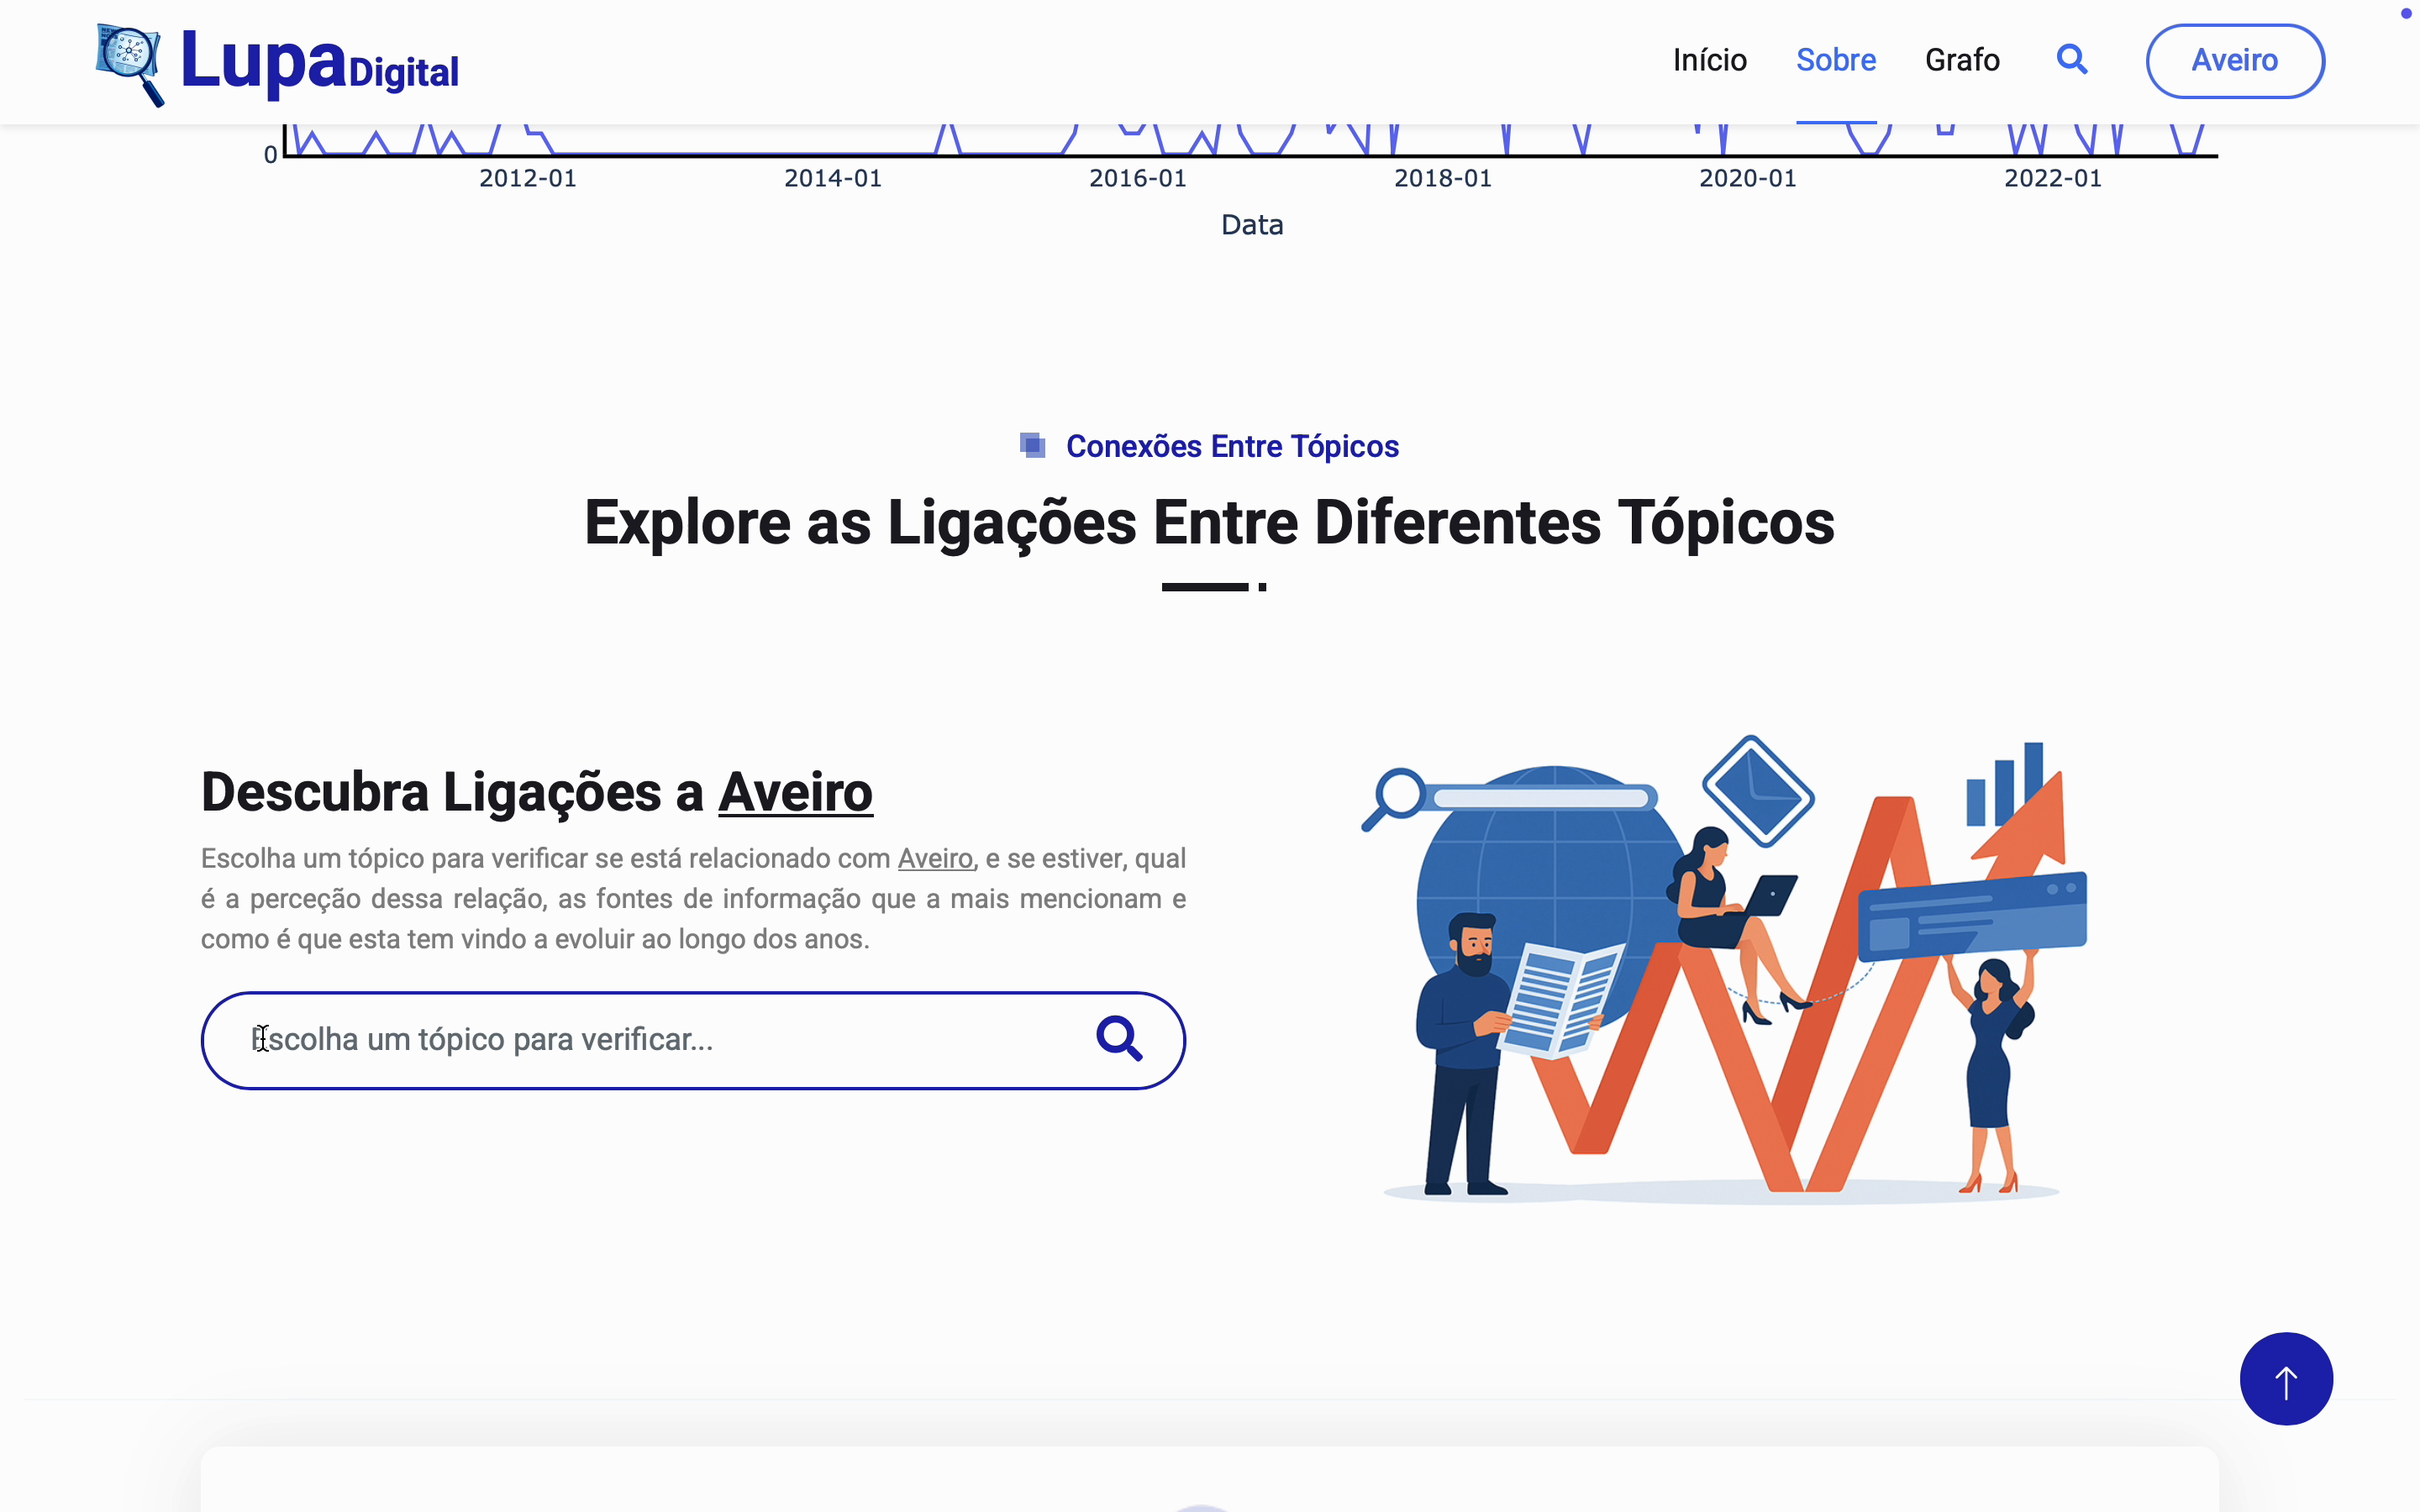 LupaDigital
Início Sobre Grafo Aveiro
0
2012-01 2014-01 2016-01 2018-01 2020-01 2022-01
Data
Conexões Entre Tópicos
Explore as Ligações Entre Diferentes Tópicos
Descubra Ligações a Aveiro
Escolha um tópico para verificar se está relacionado com Aveiro, e se estiver, qual
é a perceção dessa relação, as fontes de informação que a mais mencionam e
como é que esta tem vindo a evoluir ao longo dos anos.
Escolha um tópico para verificar...